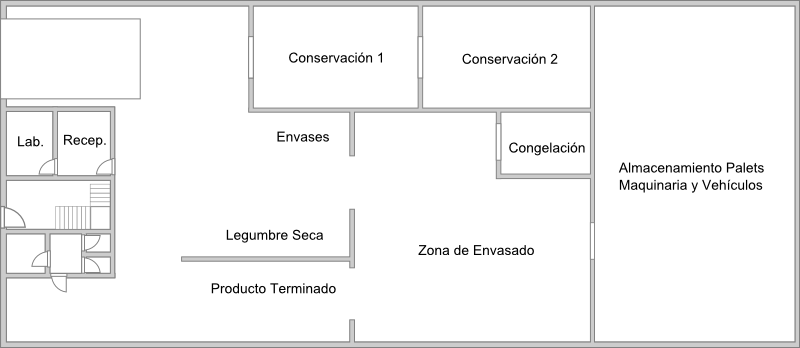 Conservación 1
Conservación 2
Envases
Lab.
Recep.
Congelación
Almacenamiento Palets
Maquinaria y Vehículos
Legumbre Seca
Zona de Envasado
Producto Terminado